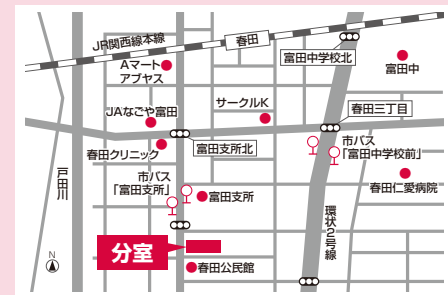 JR関西線本線
春田
富田中学校北
Aマート
アブヤス
富田中
JAなごや富田
サークルK
春田三丁目
富田支所北
春田クリニック
市バス
「富田中学校前」
戸田川
市バス
「富田支所」
富田支所
春田仁愛病院
環状2号線
分室
春田公民館
N